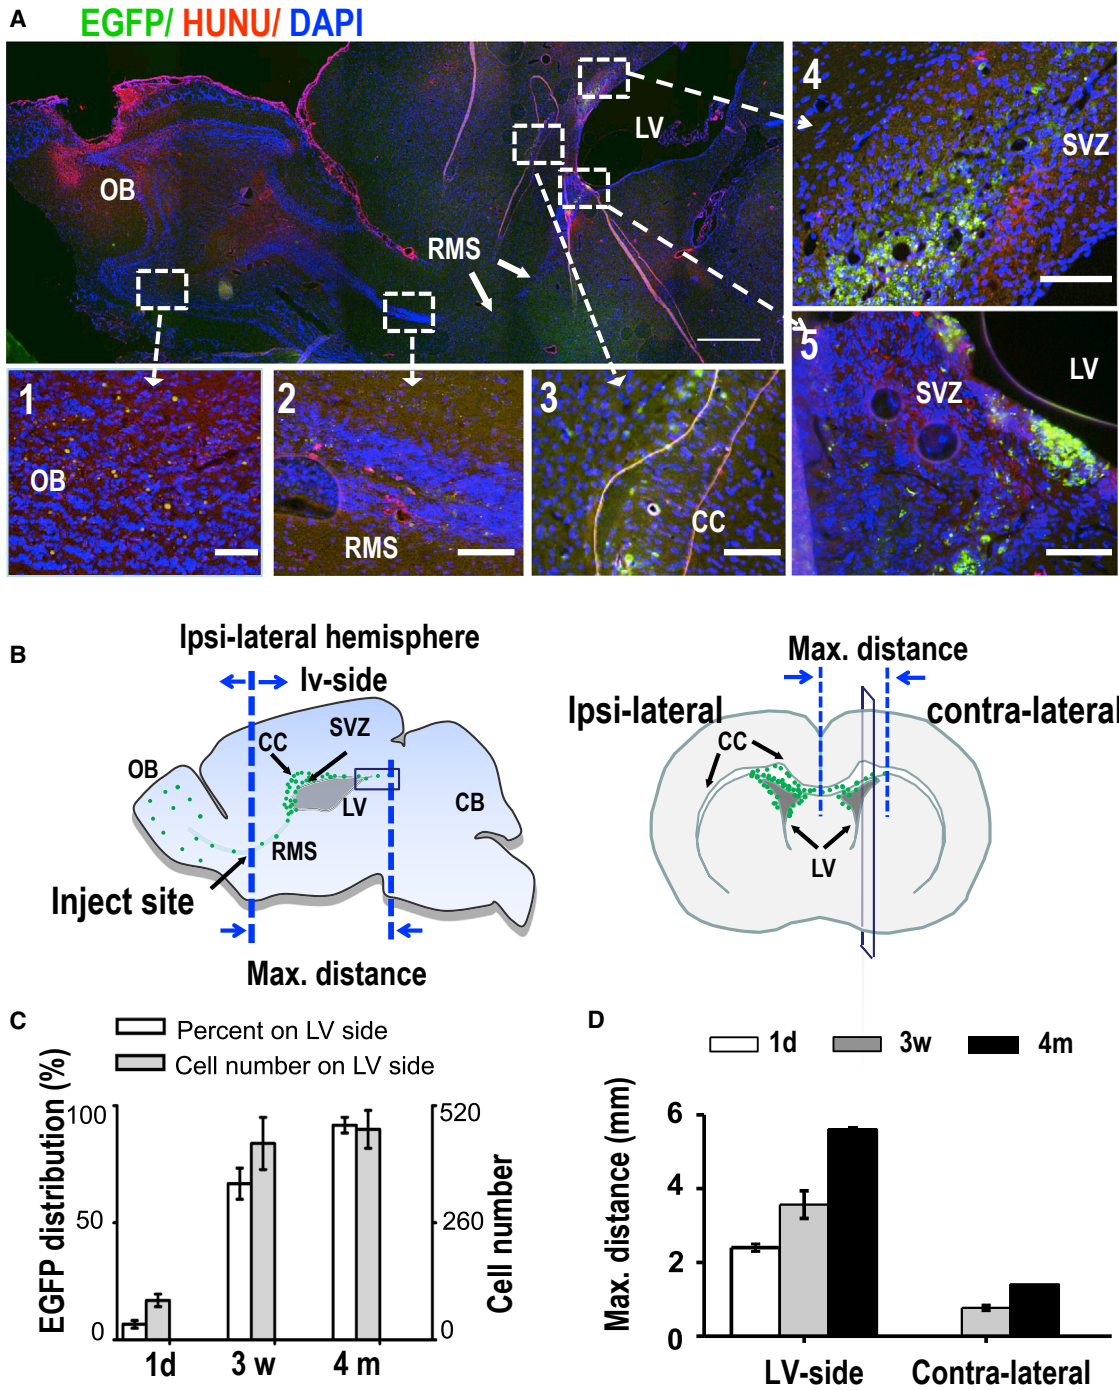 A
EGFP/ HUNU/ DAPI
OB
RMS
LV
4
SVZ
5
SVZ
LV
1
OB
2
RMS
3
CC
B
Ipsi-lateral hemisphere
lv-side
OB
CC
SVZ
LV
CB
RMS
Inject site
Max. distance
Max. distance
Ipsi-lateral
contra-lateral
CC
LV
C
Percent on LV side
Cell number on LV side
EGFP distribution (%)
100
50
0
520
260
0
Cell number
1d
3 w
4 m
D
1d
3w
4m
Max. distance (mm)
6
4
2
0
LV-side
Contra-lateral